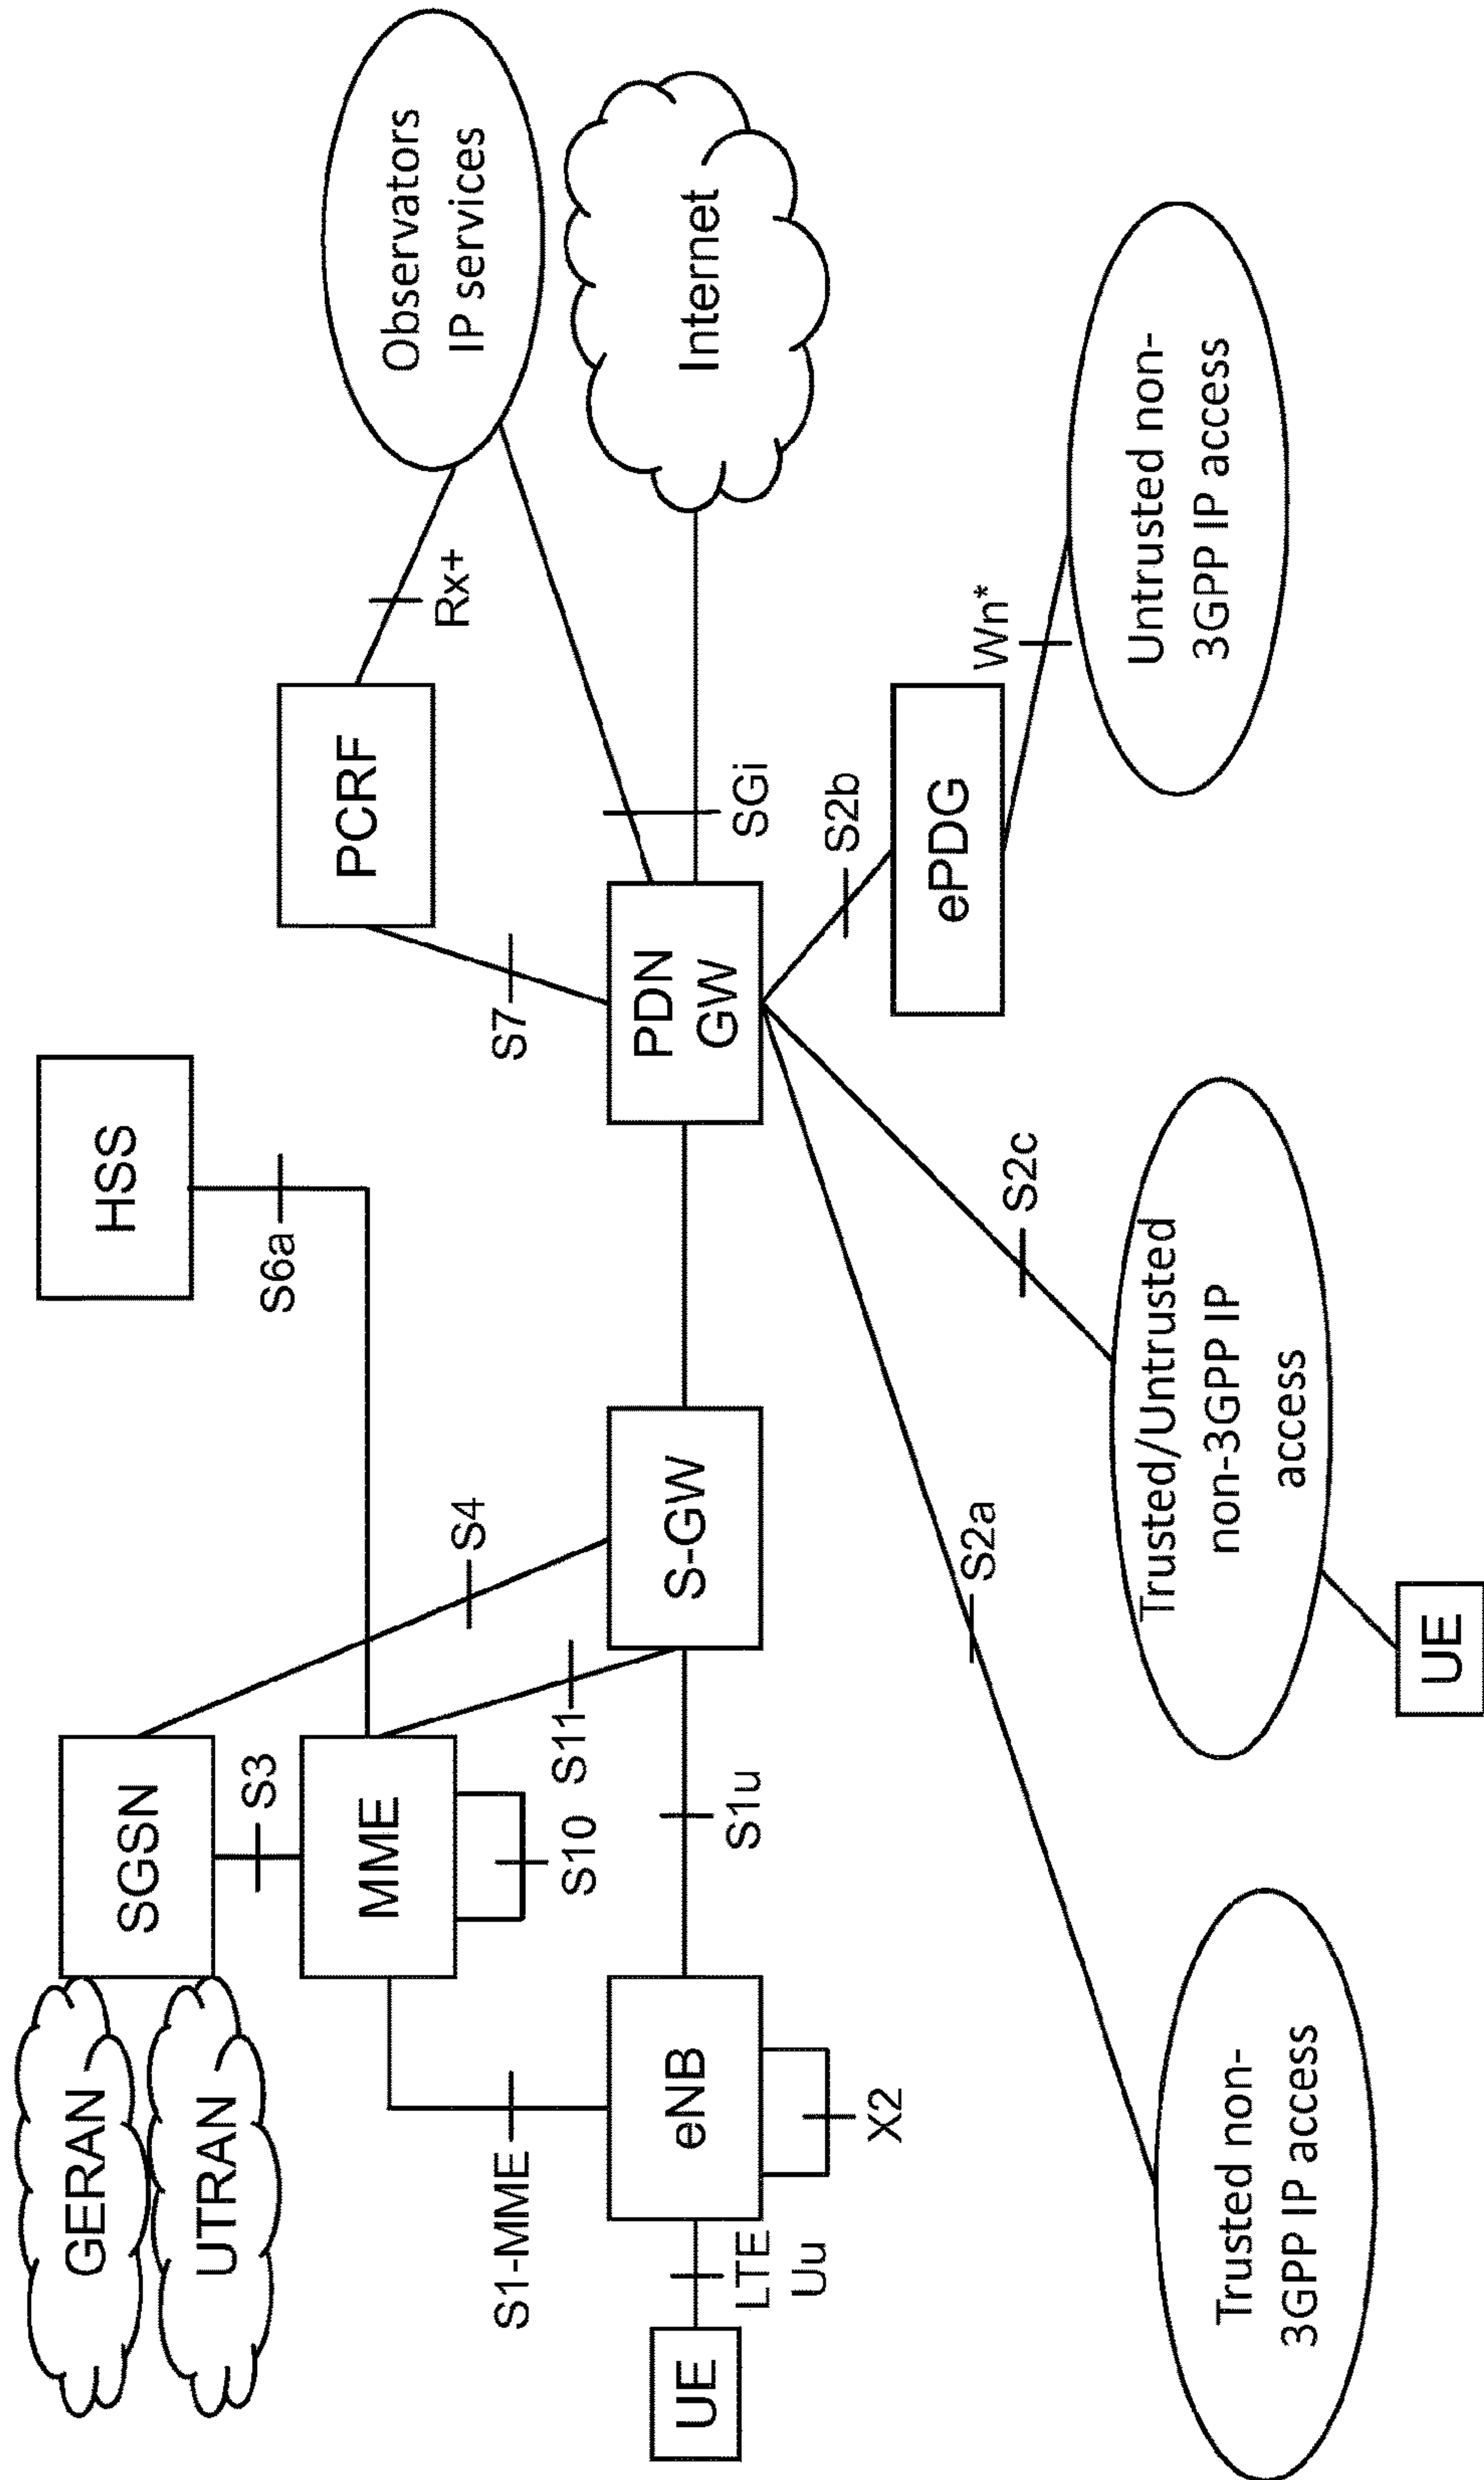 GERAN
UTRAN
SGSN
HSS
S3
S6a
MME
S4
PCRF
Observators
IP services
S10
S11
S7
Rx+
S1-MME
UE
LTE
Uu
eNB
X2
S1u
S-GW
PDN
GW
SGi
Internet
S2a
S2c
S2b
ePDG
Wn*
Trusted non-
3GPP IP access
Trusted/Untrusted
non-3GPP IP
access
UE
Untrusted non-
3GPP IP access